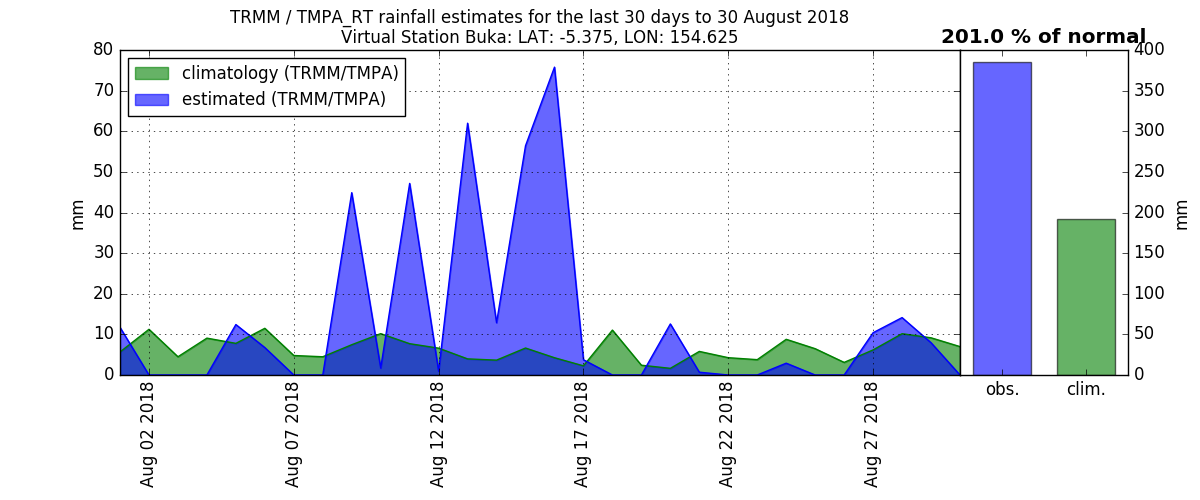 TRMM / TMPA_RT rainfall estimates for the last 30 days to 30 August 2018
Virtual Station Buka: LAT: -5.375, LON: 154.625
201.0 % of normal
climatology (TRMM/TMPA)
estimated (TRMM/TMPA)
mm
80
70
60
50
40
30
20
10
0
Aug 02 2018
Aug 07 2018
Aug 12 2018
Aug 17 2018
Aug 22 2018
Aug 27 2018
400
350
300
250
200
150
100
50
0
mm
obs.
clim.